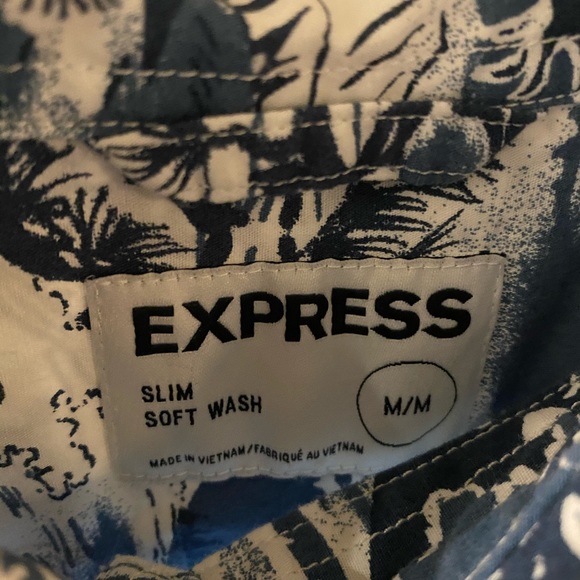 EXPRESS
SLIM
SOFT WASH
M/M
MADE IN VIETNAM/FABRIQUÉ AU VIETNAM